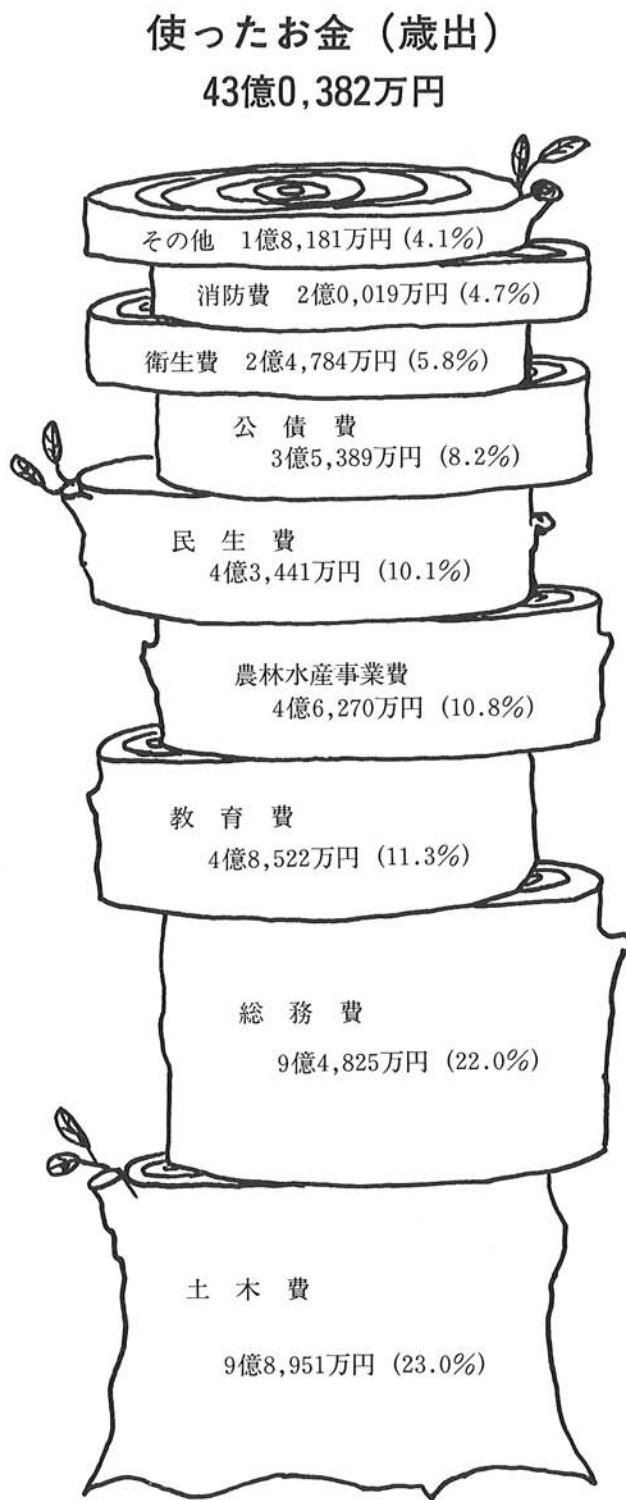 使ったお金（歳出）
43億0,382万円
その他 1億8,181万円(4.1%)
消防費 2億0,019万円(4.7%)
衛生費 2億4,784万円(5.8%)
公債費
3億5,389万円(8.2%)
民生費
4億3,441万円(10.1%)
農林水産事業費
4億6,270万円(10.8%)
教育費
4億8,522万円(11.3%)
総務費
9億4,825万円(22.0%)
土木費
9億8,951万円(23.0%)